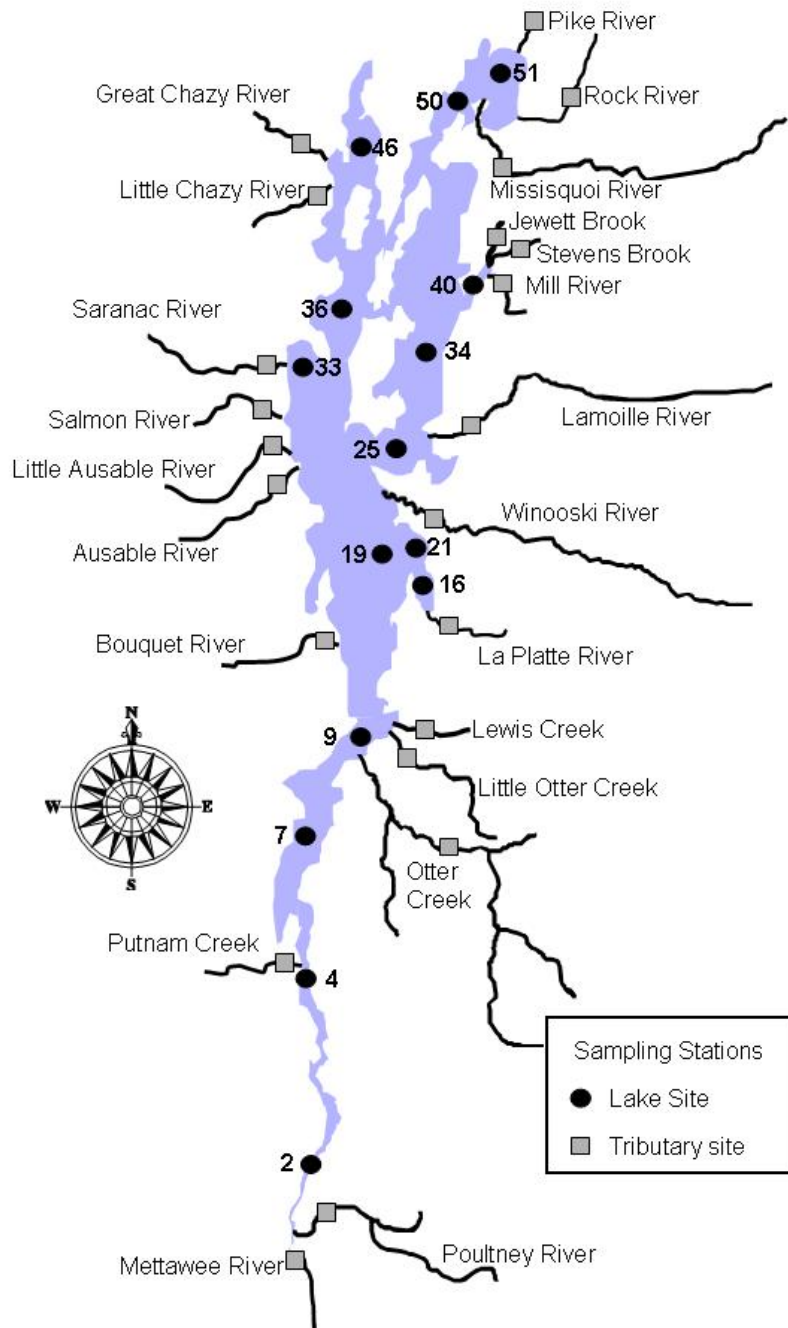 Pike River
51
50
Rock River
Great Chazy River
46
Little Chazy River
Missisquoi River
Jewett Brook
Stevens Brook
40
Mill River
36
Saranac River
34
33
Salmon River
Lamoille River
25
Little Ausable River
Winooski River
Ausable River
19
21
16
Bouquet River
La Platte River
N
W
E
S
9
Lewis Creek
Little Otter Creek
7
Otter
Creek
Putnam Creek
4
Sampling Stations
Lake Site
Tributary site
2
Mettawee River
Poultney River